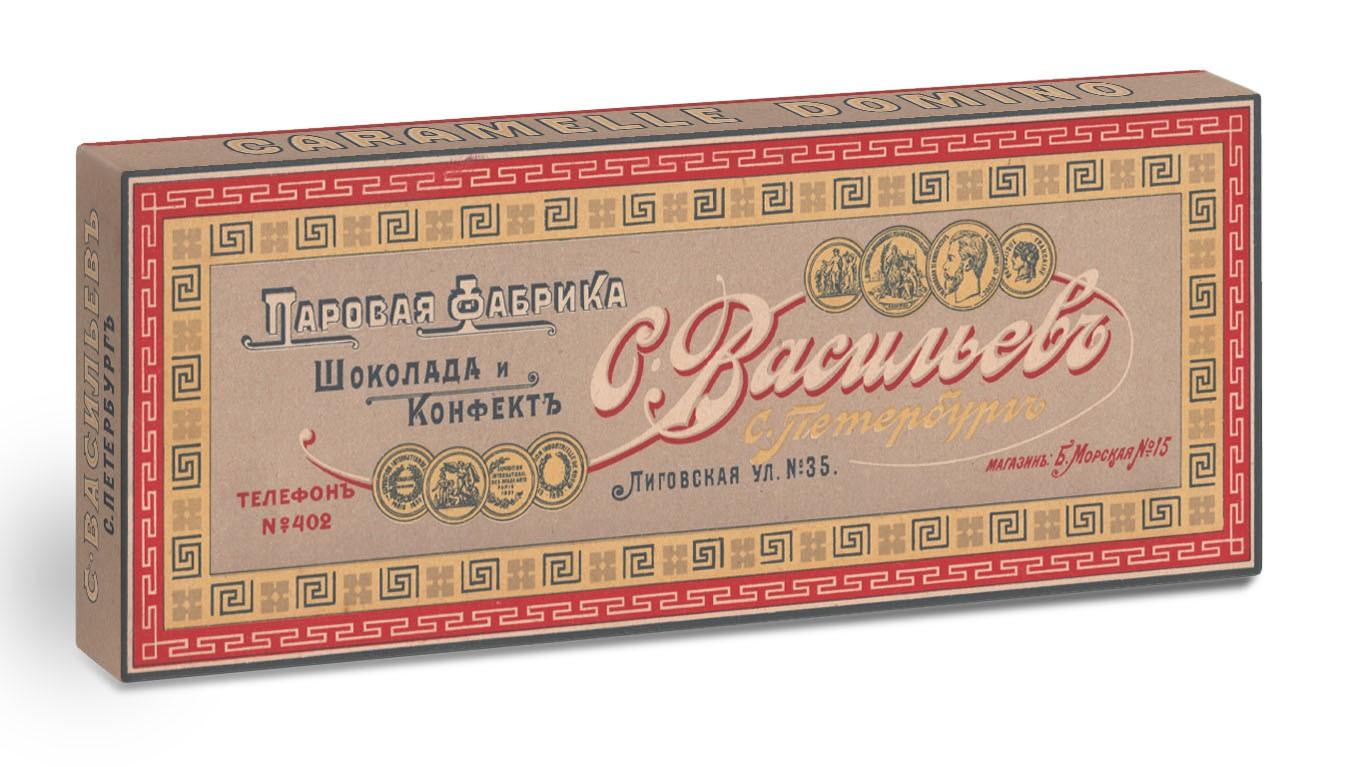 CARAMELLE DOMINO
С. ВАСИЛЬЕВЪ
С.ПЕТЕРБУРГЪ
ПАРОВАЯ ФАБРИКА
ШОКОЛАДА И
КОНФЕКТЪ
С. Васильевъ
С. Петербургъ
ТЕЛЕФОНЪ
№402
ЛИГОВСКАЯ УЛ. №35.
МАГАЗИНЪ: Б. МОРСКАЯ №15